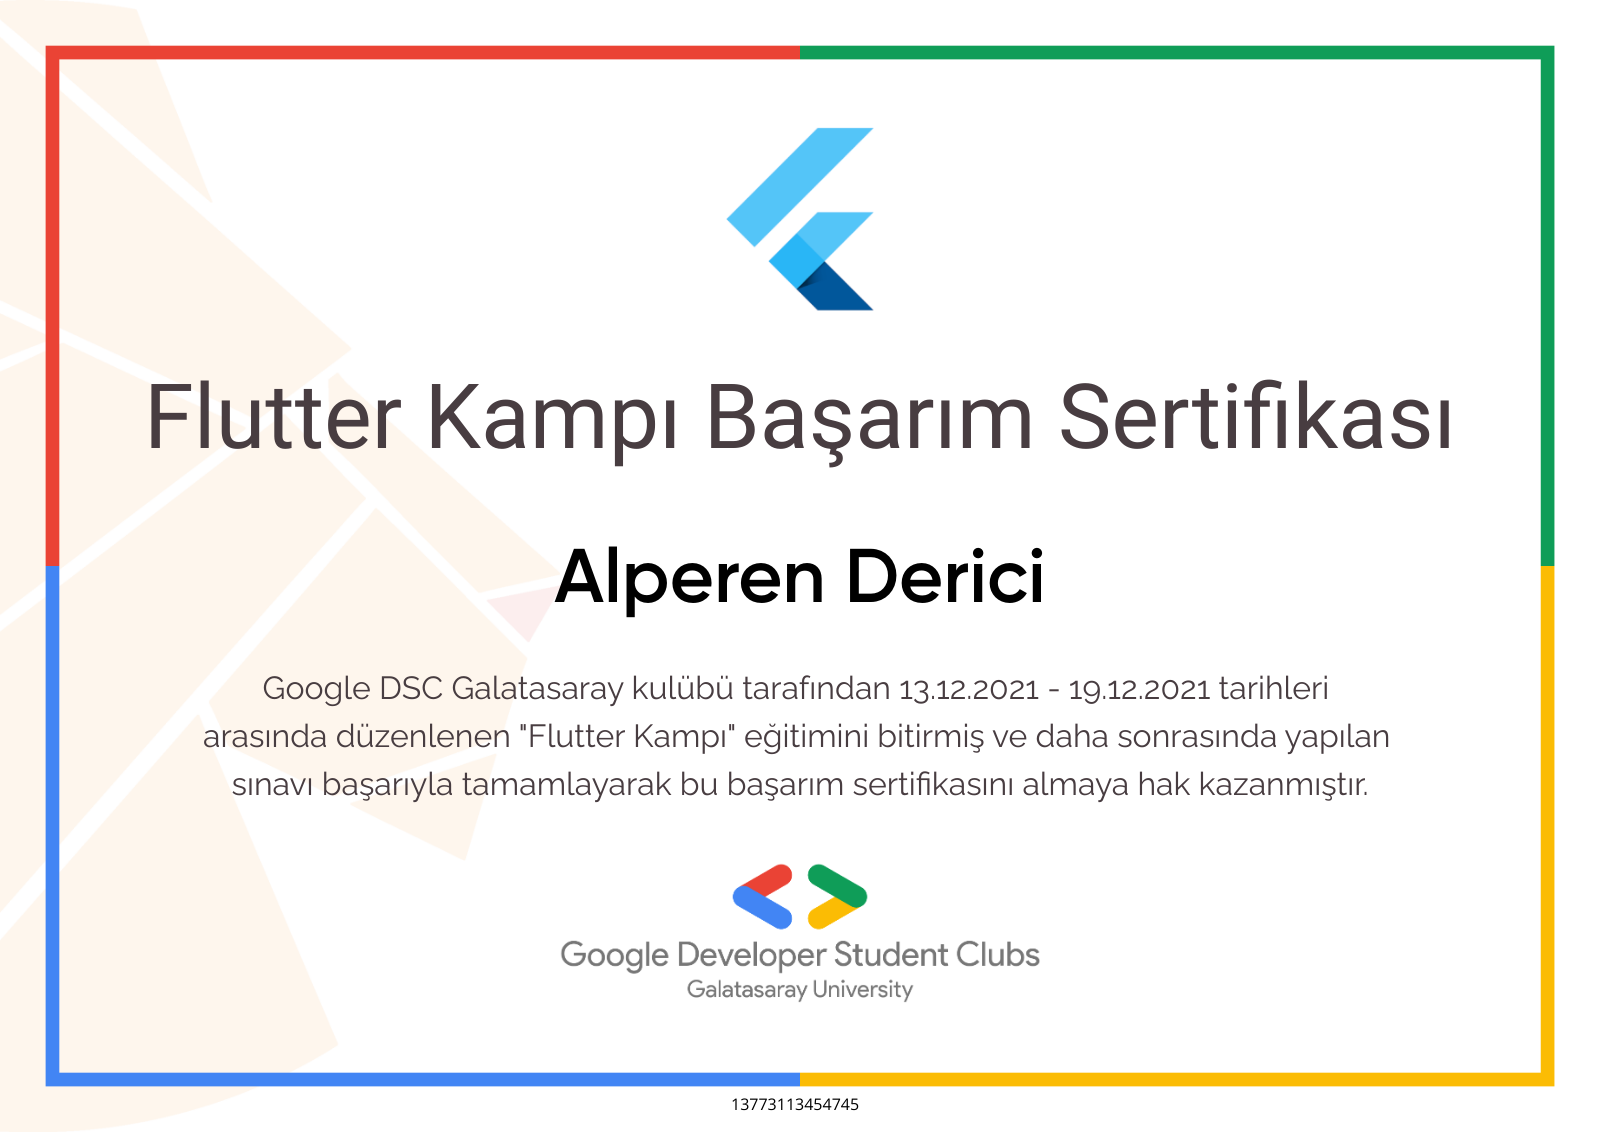 Flutter Kampı Başarım Sertifikası
Alperen Derici
Google DSC Galatasaray kulübü tarafından 13.12.2021 - 19.12.2021 tarihleri
arasında düzenlenen "Flutter Kampı" eğitimini bitirmiş ve daha sonrasında yapılan
sınavı başarıyla tamamlayarak bu başarım sertifikasını almaya hak kazanmıştır.
Google Developer Student Clubs
Galatasaray University
13773113454745